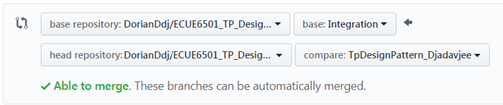 base repository: DorianDdj/ECUE6501_TP_Desig... base: Integration
head repository: DorianDdj/ECUE6501_TP_Desig... compare: TpDesignPattern_Djadavjee
Able to merge. These branches can be automatically merged.